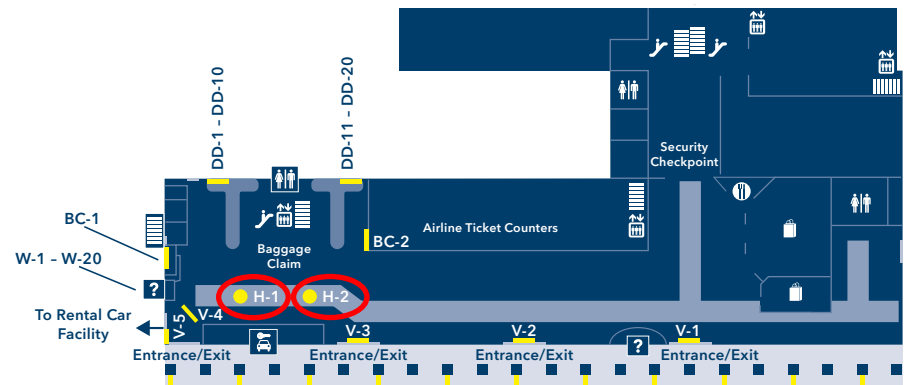 DD-1 – DD-10
DD-11 – DD-20
Security
Checkpoint
BC-1
BC-2
Airline Ticket Counters
Baggage
Claim
W-1 – W-20
?
H-1
H-2
To Rental Car
Facility
V-5
V-4
V-3
V-2
V-1
?
Entrance/Exit
Entrance/Exit
Entrance/Exit
Entrance/Exit